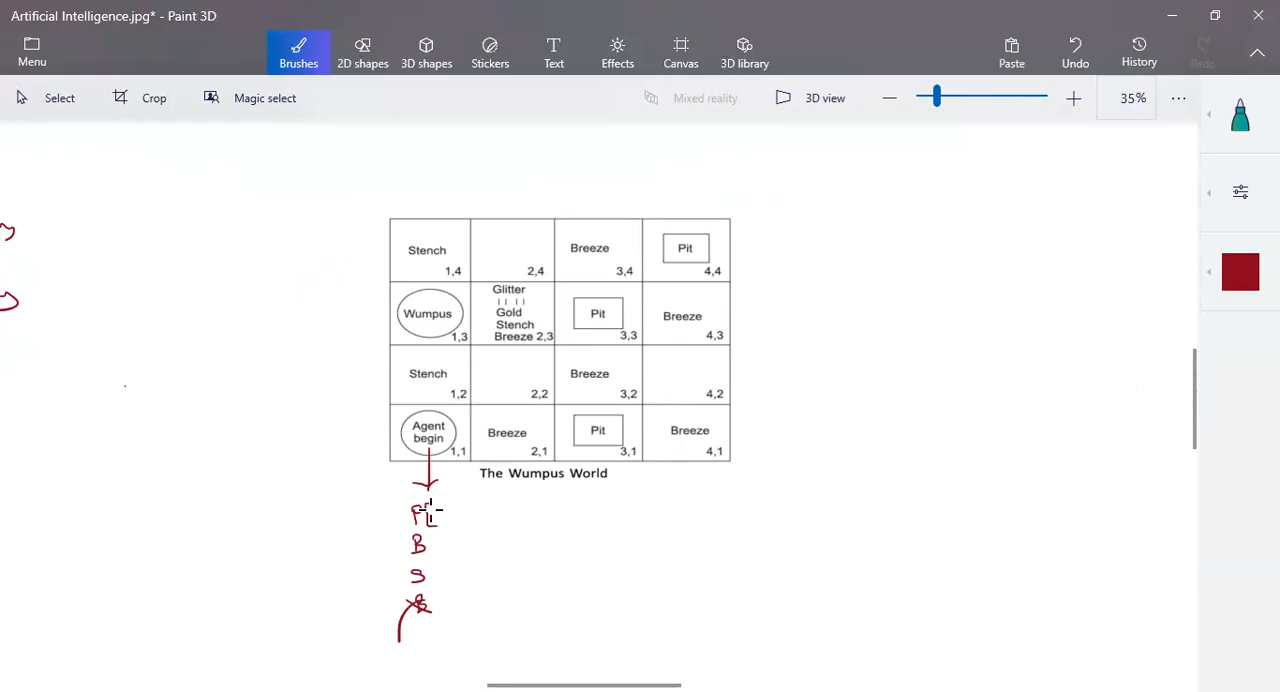 Artificial Intelligence.jpg* - Paint 3D
Menu
Brushes
2D shapes
3D shapes
Stickers
Text
Effects
Canvas
3D library
Paste
Undo
History
Redo
Select
Crop
Magic select
Mixed reality
3D view
35%
Stench
1,4
2,4
Breeze
3,4
Pit
4,4
Wumpus
1,3
Glitter
Gold
Stench
Breeze 2,3
Pit
3,3
Breeze
4,3
Stench
1,2
2,2
Breeze
3,2
4,2
Agent
begin
1,1
Breeze
2,1
Pit
3,1
Breeze
4,1
The Wumpus World
B
S